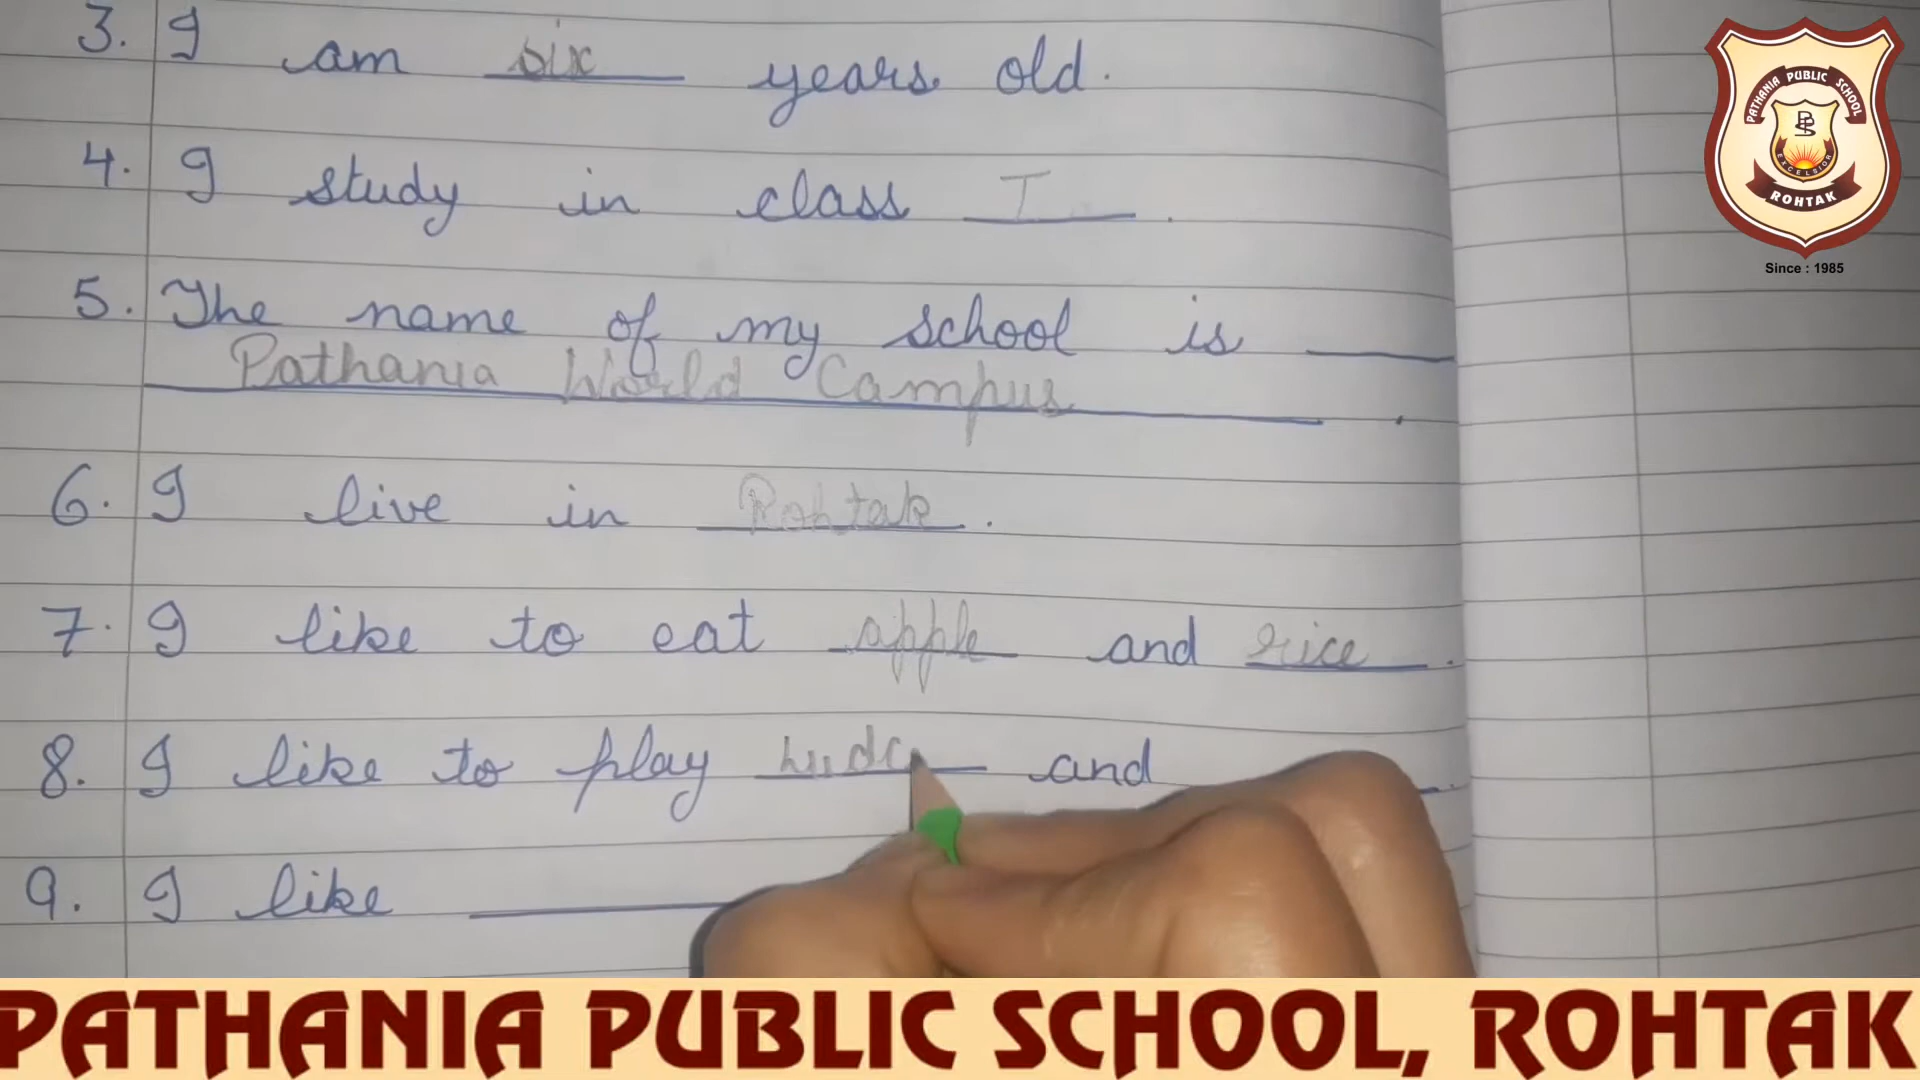 3. I am six years old.
4. I study in class I.
5. The name of my school is
Pathania World Campus.
6. I live in Rohtak.
7. I like to eat apple and rice.
8. I like to play and
9. I like
PATHANIA PUBLIC SCHOOL
PS
EXCELSIOR
ROHTAK
Since : 1985
PATHANIA PUBLIC SCHOOL, ROHTAK